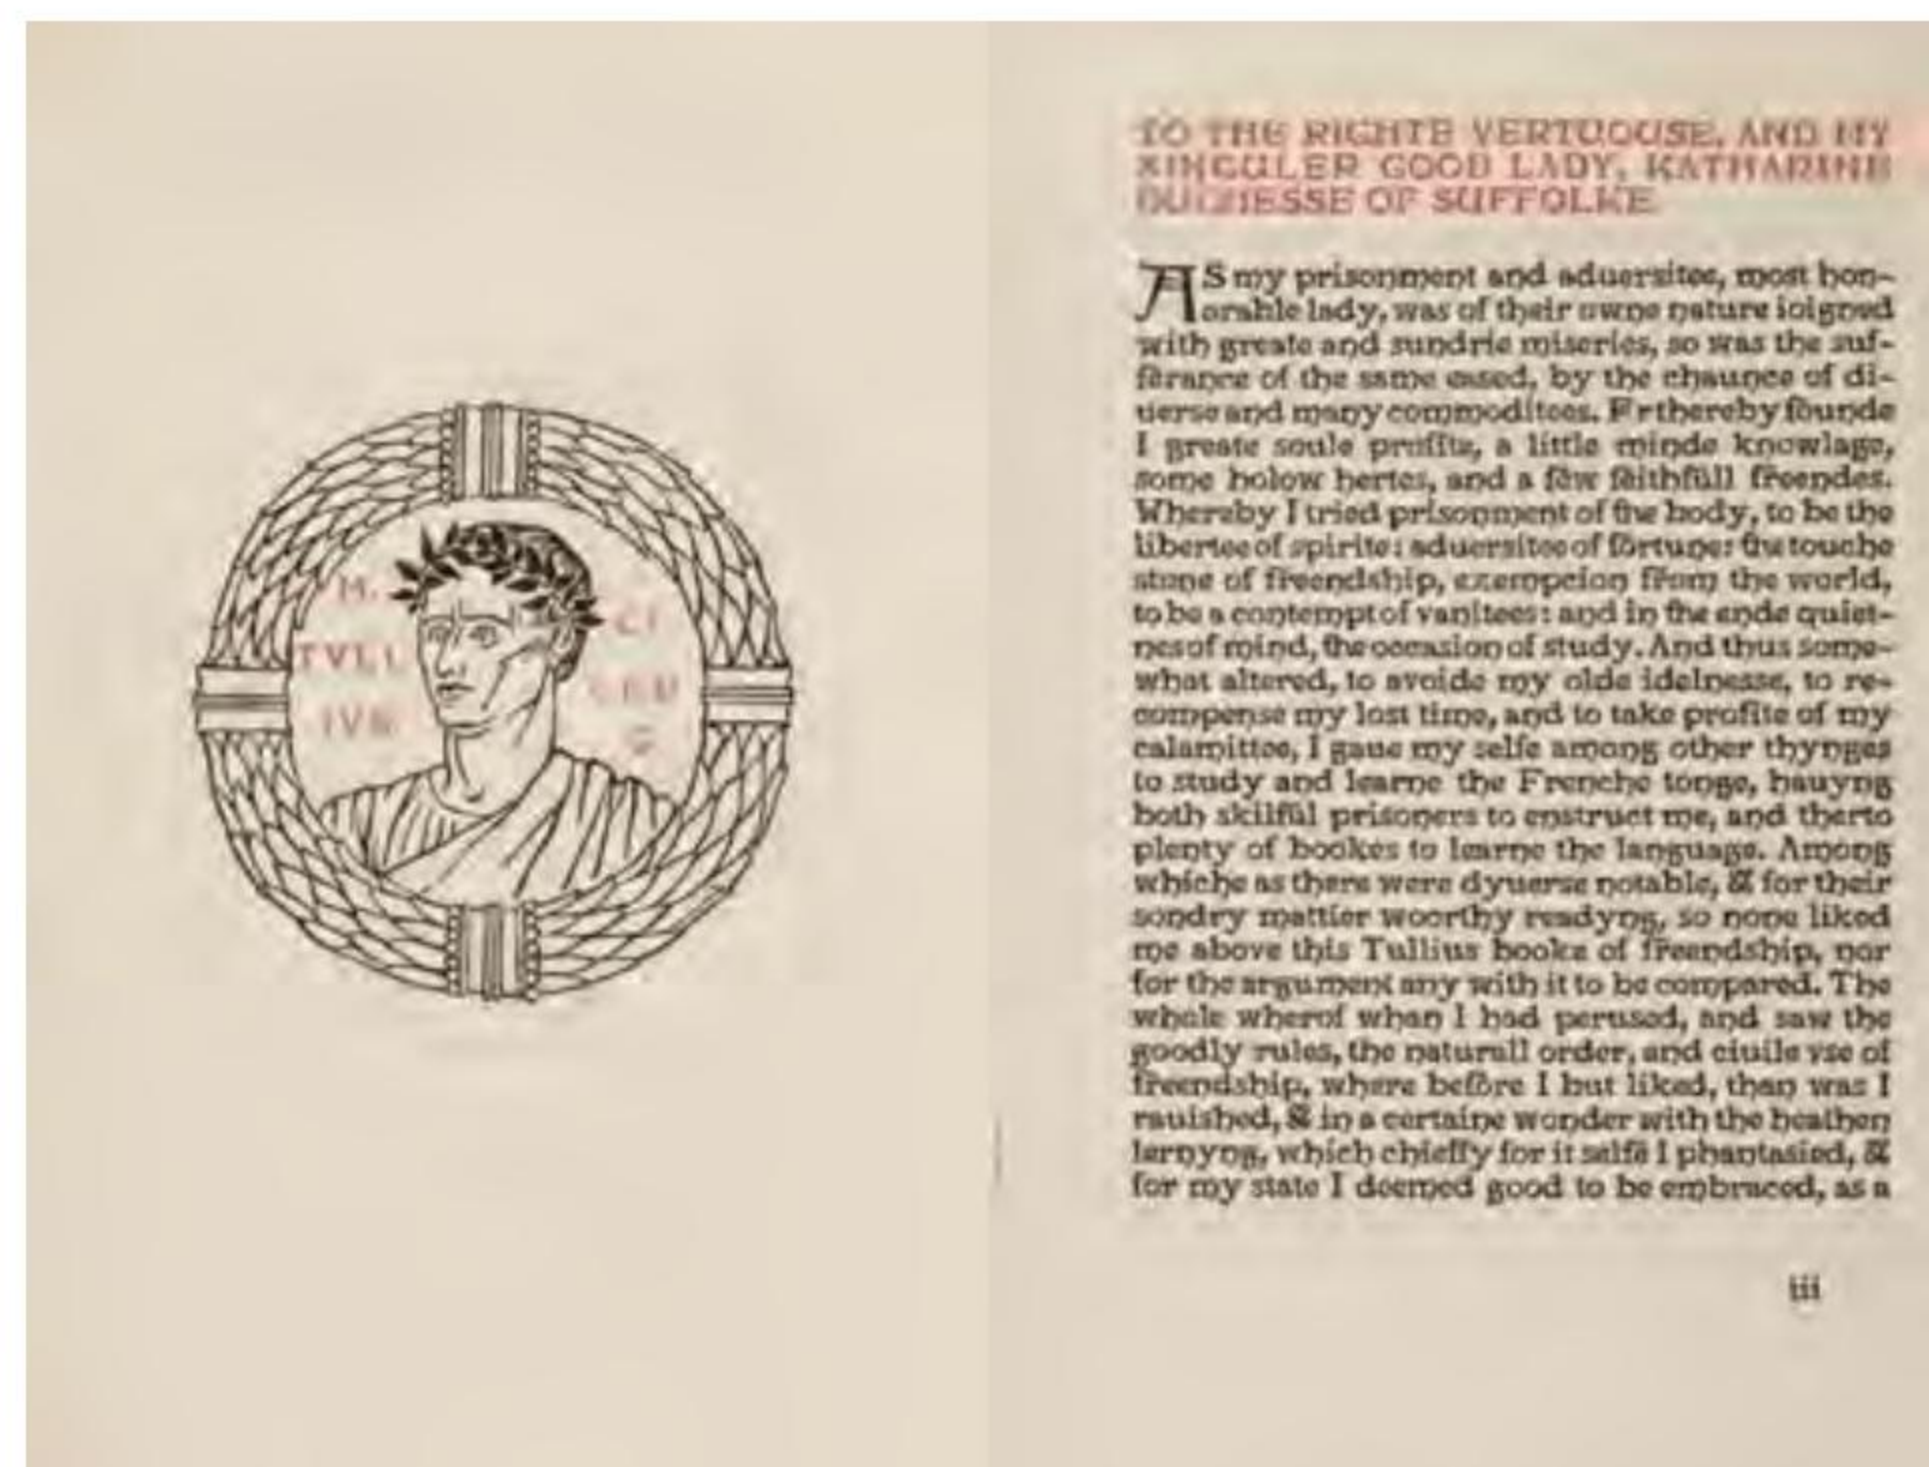 M.
TVLL
IVS
CI
CER
O
TO THE RIGHTE VERTUOUSE, AND MY
SINGULER GOOD LADY, KATHARINE
DUCHESSE OF SUFFOLKE
AS my prisonment and aduersitee, most hon-
orable lady, was of their owne nature ioigned
with greate and sundrie miseries, so was the suf-
ferance of the same eased, by the chaunce of di-
uerse and many commoditees. For thereby founde
I greate soule profite, a little minde knowlage,
some holow hertes, and a few feithfull freendes.
Whereby I tried prisonment of the body, to be the
libertee of spirite: aduersitee of fortune: the touche
stone of freendship, exempcion from the world,
to be a contempt of vanitees: and in the ende quiet-
nes of mind, the occasion of study. And thus some-
what altered, to avoide my olde idelnesse, to re-
compense my lost time, and to take profite of my
calamittee, I gaue my selfe among other thynges
to study and learne the Frenche tonge, hauyng
both skilful prisoners to enstruct me, and therto
plenty of bookes to learne the language. Among
whiche as there were dyuerse notable, & for their
sondry mattier woorthy readyng, so none liked
me above this Tullius booke of freendship, nor
for the argument any with it to be compared. The
whole wherof whan I had perused, and saw the
goodly rules, the naturall order, and ciuile vse of
freendship, where before I but liked, than was I
rauished, & in a certaine wonder with the heathen
lernyng, which chiefly for it selfe I phantasied, &
for my state I deemed good to be embraced, as a
iii